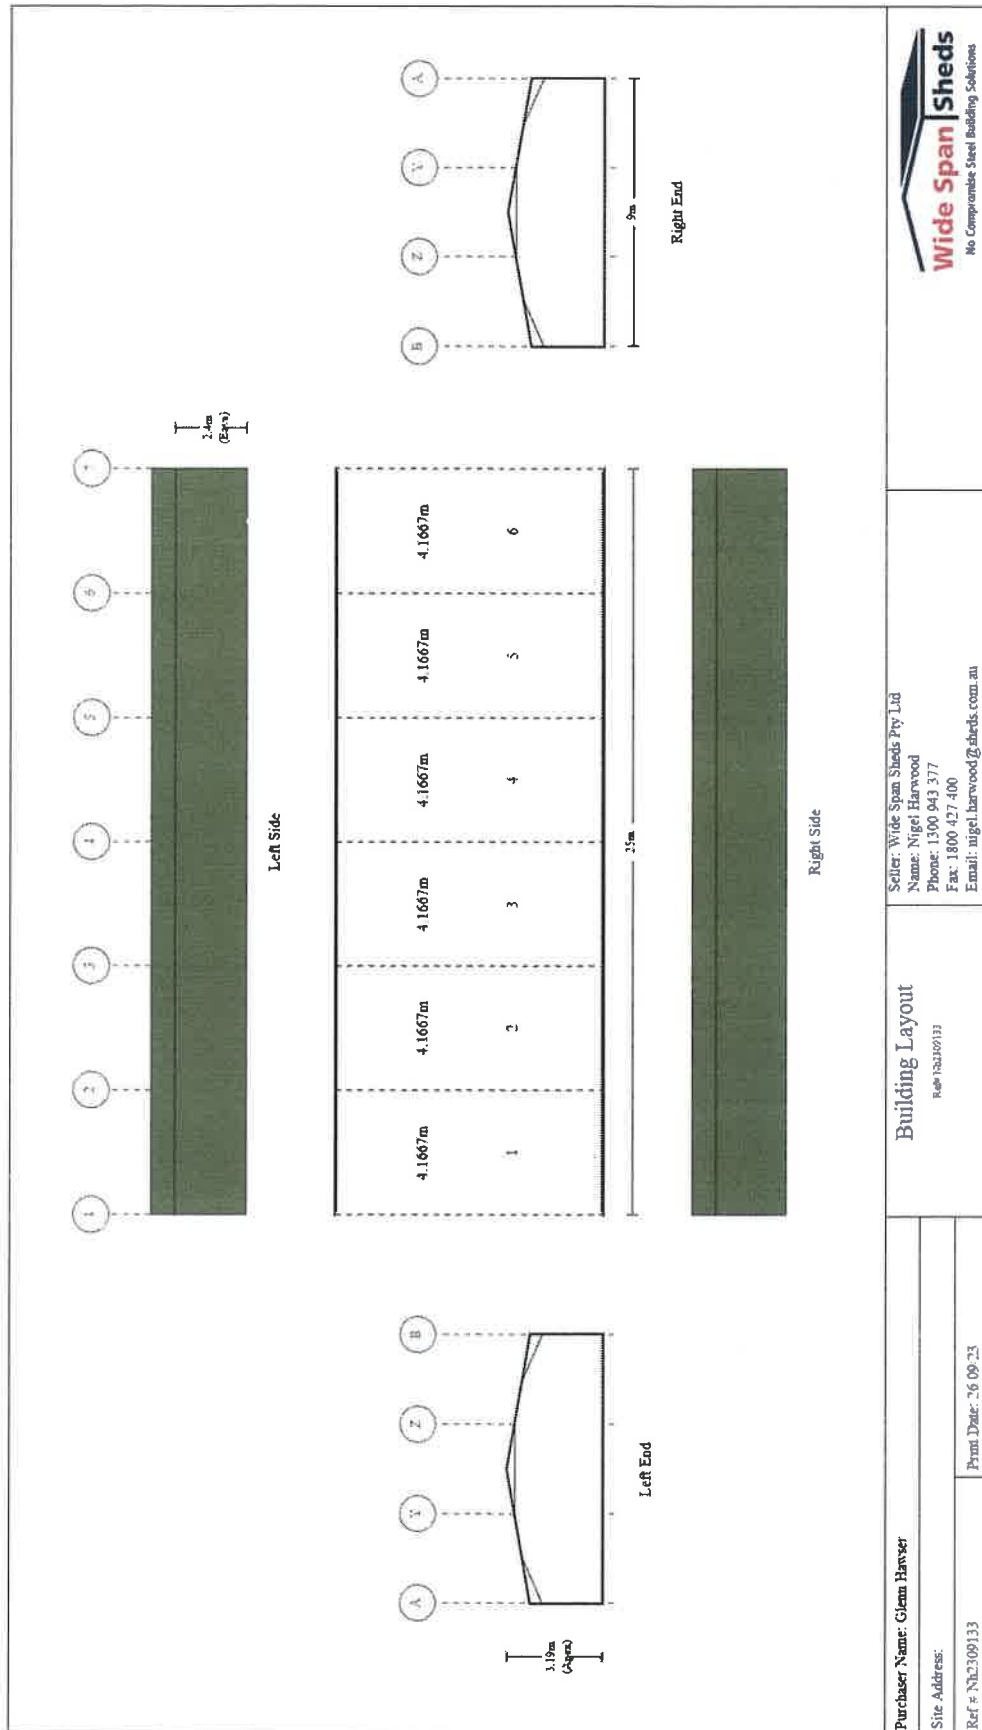 1
2
3
4
5
6
7
2.4m
(Eave)
Left Side
A
Y
Z
B
3.19m
(Apex)
Left End
4.1667m
4.1667m
4.1667m
4.1667m
4.1667m
4.1667m
1
2
3
4
5
6
25m
B
Z
Y
A
9m
Right End
Right Side
Purchaser Name: Glenn Hawser
Site Address:
Ref # Nh2309133
Print Date: 26/09/23
Building Layout
Ref# Nh2309133
Seller: Wide Span Sheds Pty Ltd
Name: Nigel Harwood
Phone: 1300 943 377
Fax: 1800 427 400
Email: nigel.harwood@sheds.com.au
Wide Span Sheds
No Compromise Steel Building Solutions